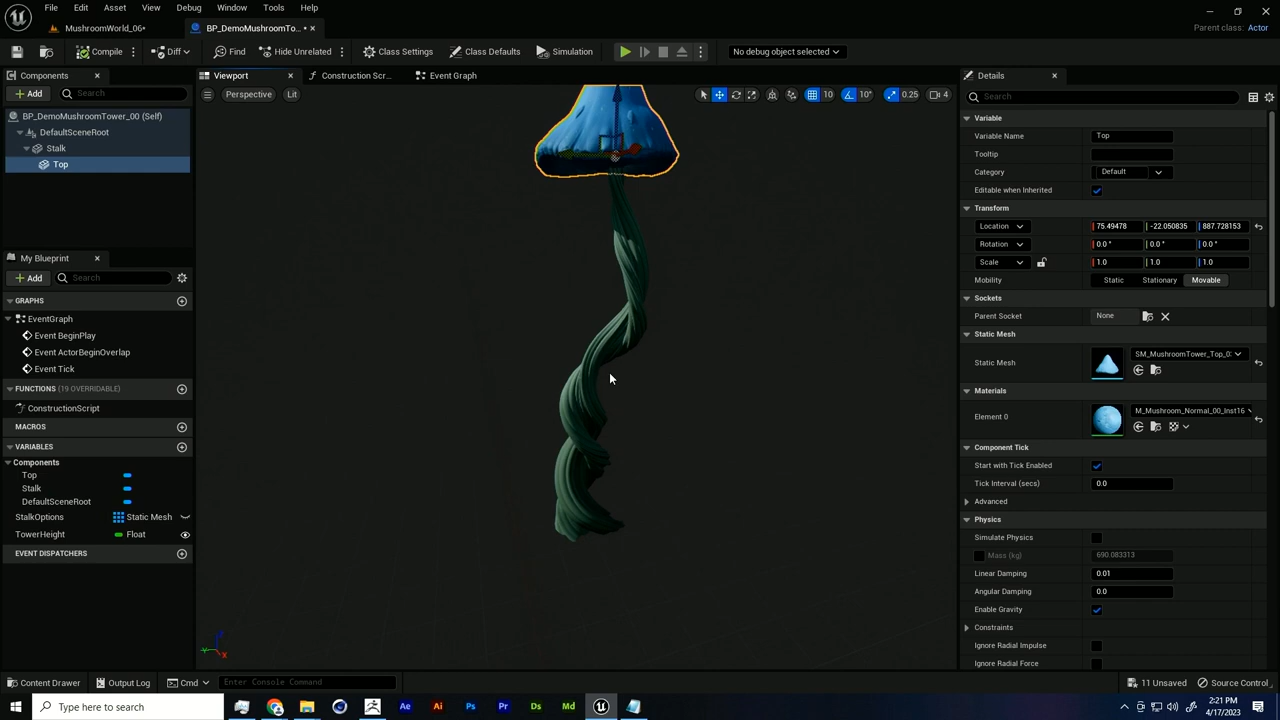 File Edit Asset View Debug Window Tools Help
MushroomWorld_06*
BP_DemoMushroomTo... •
Parent class: Actor
Compile
Diff
Find
Hide Unrelated
Class Settings
Class Defaults
Simulation
No debug object selected
Components
Add
Search
BP_DemoMushroomTower_00 (Self)
DefaultSceneRoot
Stalk
Top
My Blueprint
Add
Search
GRAPHS
EventGraph
Event BeginPlay
Event ActorBeginOverlap
Event Tick
FUNCTIONS (19 OVERRIDABLE)
ConstructionScript
MACROS
VARIABLES
Components
Top
Stalk
DefaultSceneRoot
StalkOptions Static Mesh
TowerHeight Float
EVENT DISPATCHERS
Viewport
Construction Scr...
Event Graph
Perspective
Lit
10
10°
0.25
4
Details
Search
Variable
Variable Name Top
Tooltip
Category Default
Editable when Inherited
Transform
Location 75.49478 -22.050835 887.728153
Rotation 0.0 ° 0.0 ° 0.0 °
Scale 1.0 1.0 1.0
Mobility Static Stationary Movable
Sockets
Parent Socket None
Static Mesh
Static Mesh SM_MushroomTower_Top_0
Materials
Element 0 M_Mushroom_Normal_00_Inst16
Component Tick
Start with Tick Enabled
Tick Interval (secs) 0.0
Advanced
Physics
Simulate Physics
Mass (kg) 690.083313
Linear Damping 0.01
Angular Damping 0.0
Enable Gravity
Constraints
Ignore Radial Impulse
Ignore Radial Force
Content Drawer
Output Log
Cmd
Enter Console Command
11 Unsaved
Source Control
Type here to search
Ae
Ai
Ps
Pr
Ds
Md
2:21 PM
4/17/2023